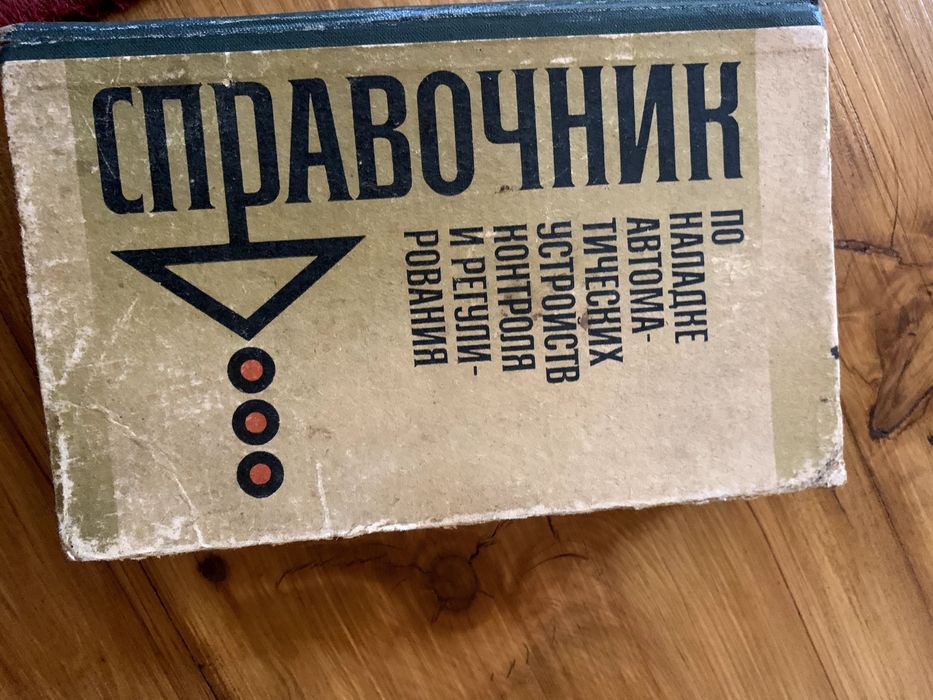 СПРАВОЧНИК
ПО
НАЛАДКЕ
АВТОМА-
ТИЧЕСКИХ
УСТРОЙСТВ
КОНТРОЛЯ
И РЕГУЛИ-
РОВАНИЯ